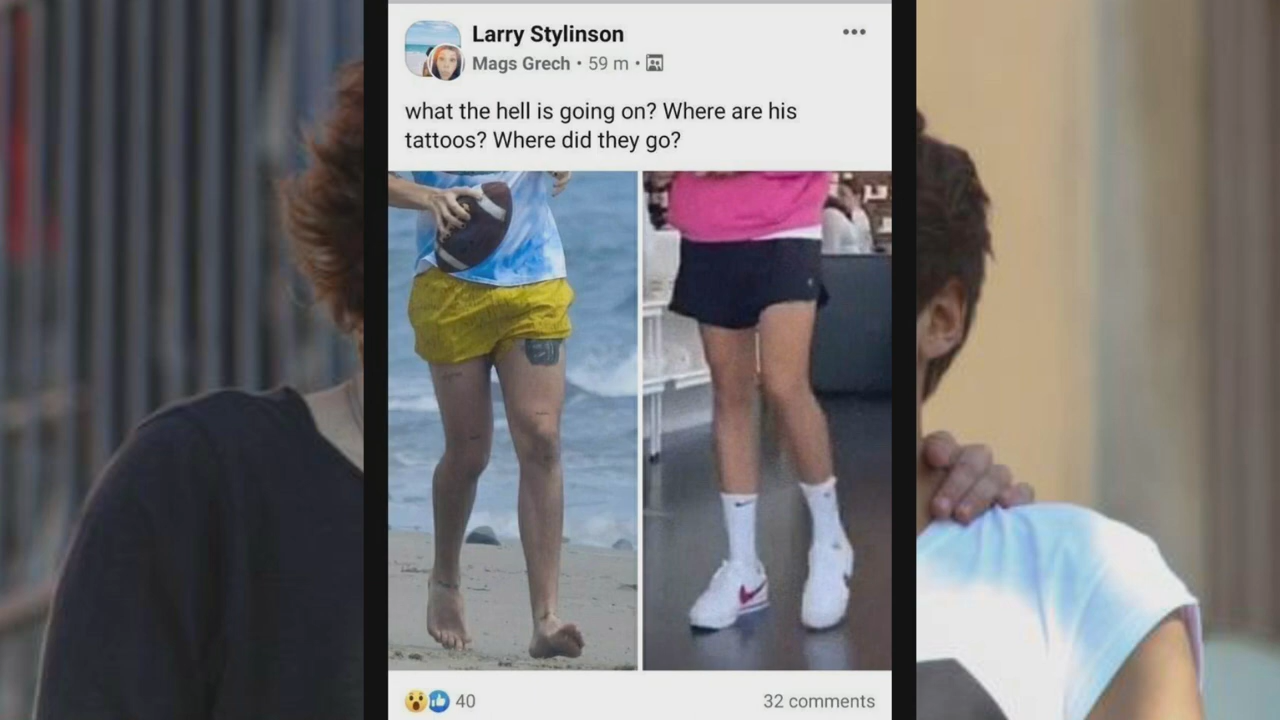 Larry Stylinson
Mags Grech • 59 m •
what the hell is going on? Where are his
tattoos? Where did they go?
40
32 comments